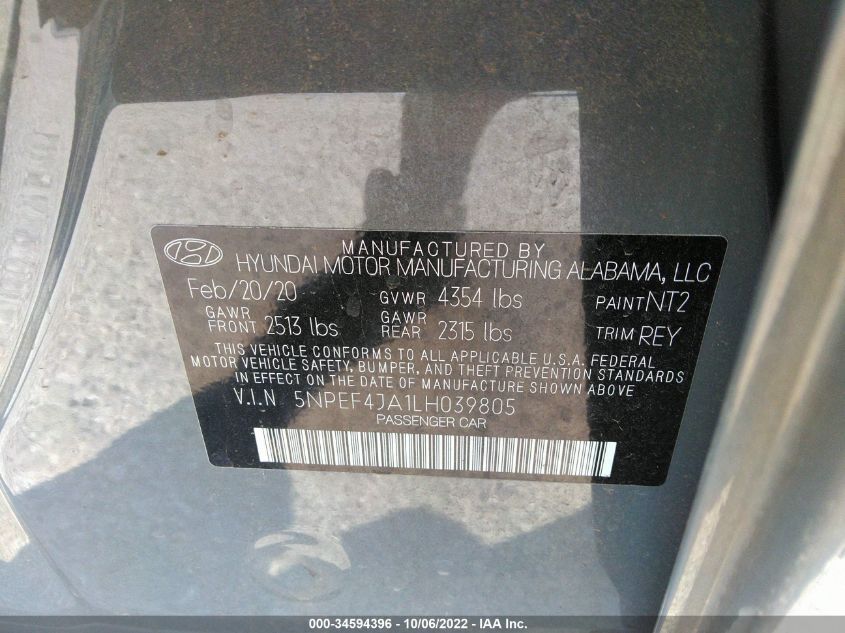 MANUFACTURED BY
HYUNDAI MOTOR MANUFACTURING ALABAMA, LLC
Feb/20/20 GVWR 4354 lbs PAINT NT2
GAWR FRONT 2513 lbs GAWR REAR 2315 lbs TRIM REY
THIS VEHICLE CONFORMS TO ALL APPLICABLE U.S.A. FEDERAL
MOTOR VEHICLE SAFETY, BUMPER, AND THEFT PREVENTION STANDARDS
IN EFFECT ON THE DATE OF MANUFACTURE SHOWN ABOVE
V.I.N 5NPEF4JA1LH039805
PASSENGER CAR
000-34594396 - 10/06/2022 - IAA Inc.